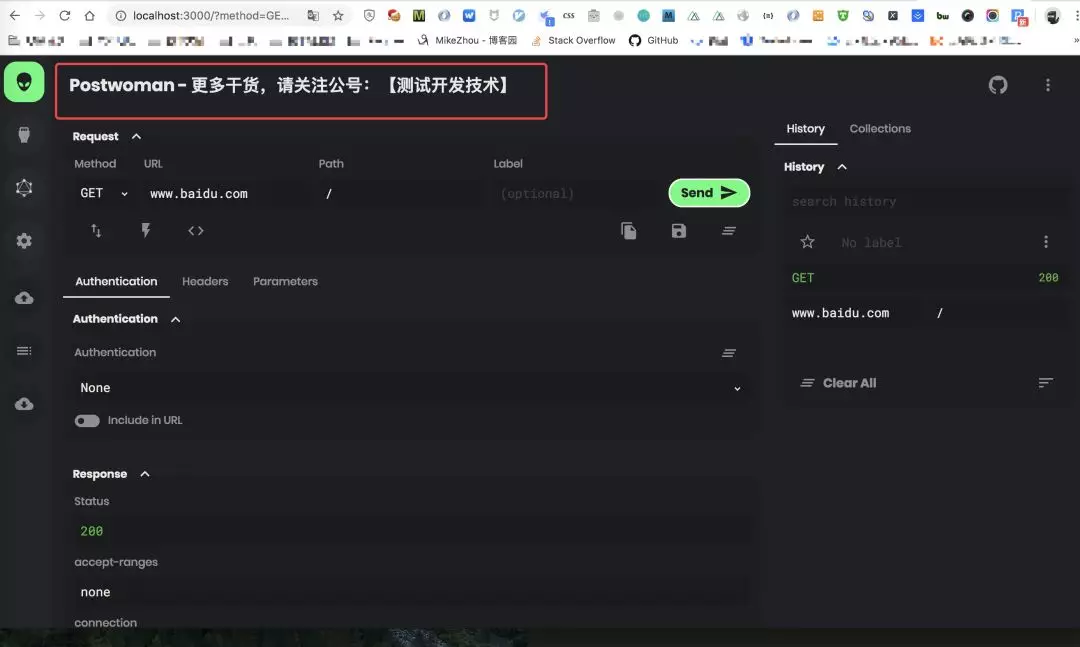 localhost:3000/?method=GE...
MikeZhou - 博客园
Stack Overflow
GitHub
Postwoman - 更多干货，请关注公号：【测试开发技术】
Request
Method URL Path Label
GET www.baidu.com / (optional) Send
Authentication Headers Parameters
Authentication
Authentication
None
Include in URL
Response
Status
200
accept-ranges
none
connection
History Collections
History
search history
No label
GET 200
www.baidu.com /
Clear All